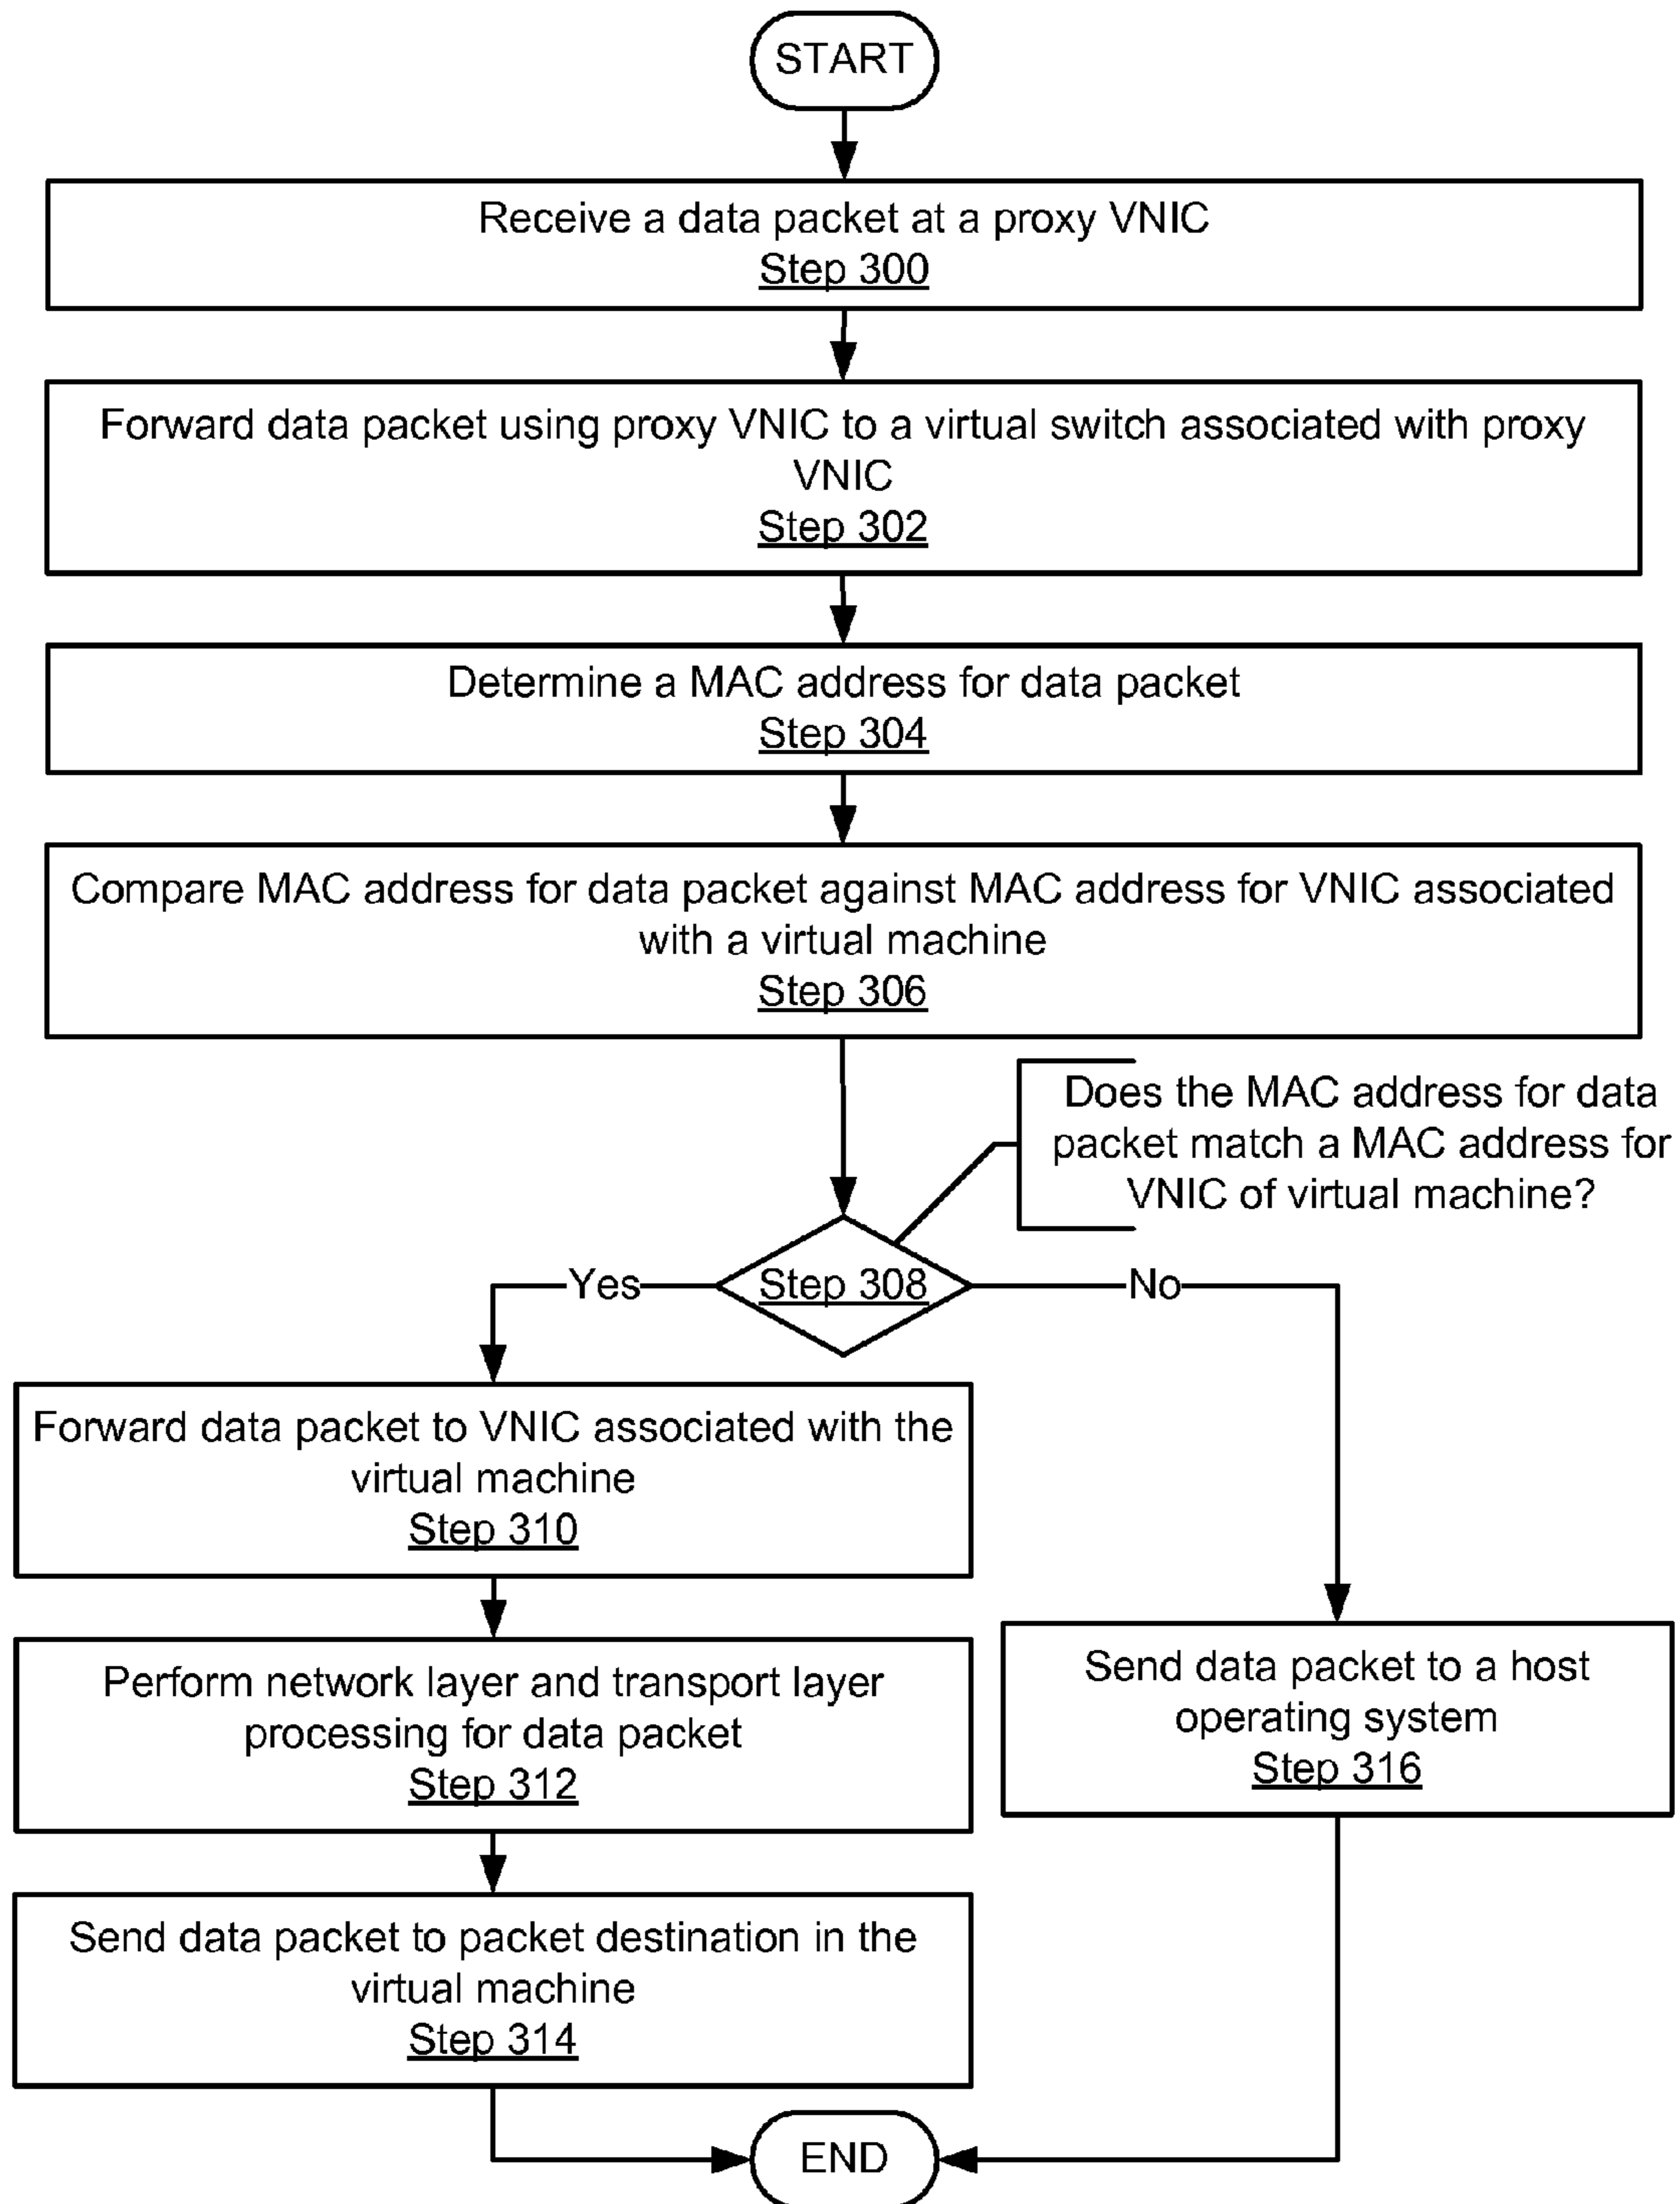 START
Receive a data packet at a proxy VNIC
Step 300
Forward data packet using proxy VNIC to a virtual switch associated with proxy
VNIC
Step 302
Determine a MAC address for data packet
Step 304
Compare MAC address for data packet against MAC address for VNIC associated
with a virtual machine
Step 306
Does the MAC address for data
packet match a MAC address for
VNIC of virtual machine?
Yes
Step 308
No
Forward data packet to VNIC associated with the
virtual machine
Step 310
Perform network layer and transport layer
processing for data packet
Step 312
Send data packet to a host
operating system
Step 316
Send data packet to packet destination in the
virtual machine
Step 314
END